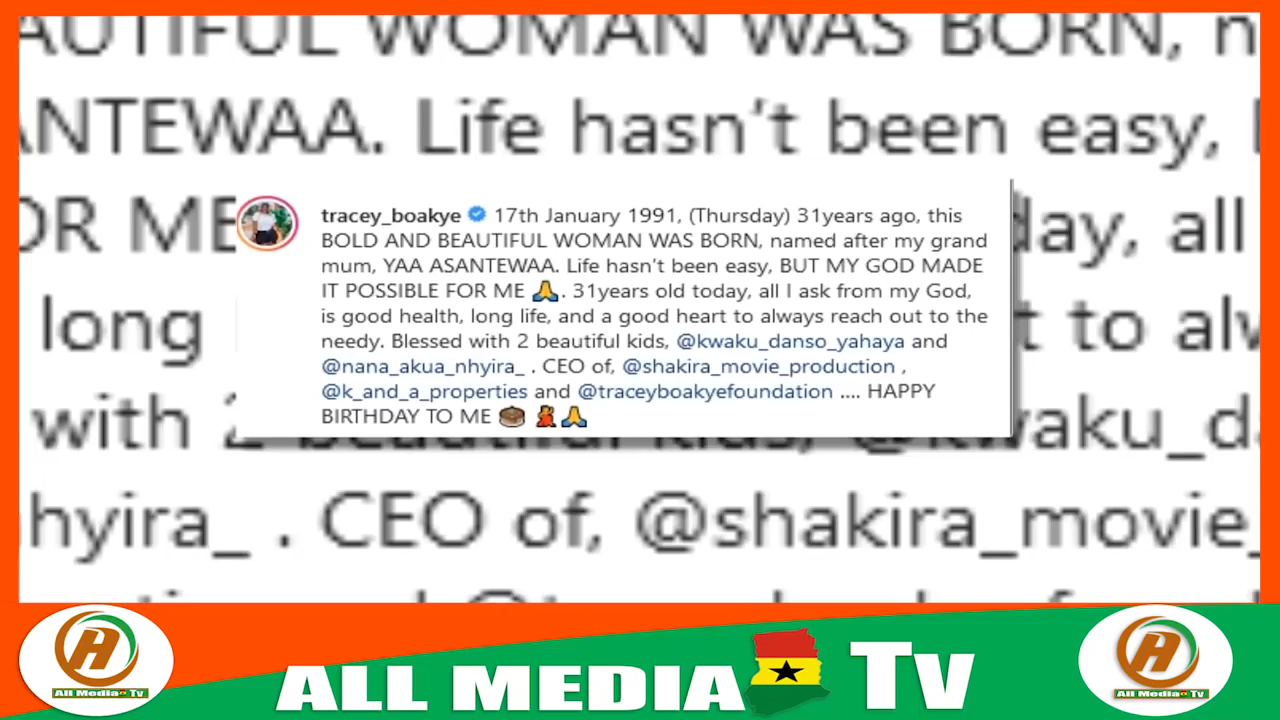 AUTIFUL WOMAN WAS BORN, n
ANTEWAA. Life hasn't been easy,
OR ME
day, all
long
t to alw
with 2 beautiful kids, @kwaku_da
hyira_ . CEO of, @shakira_movie_
tracey_boakye 17th January 1991, (Thursday) 31years ago, this
BOLD AND BEAUTIFUL WOMAN WAS BORN, named after my grand
mum, YAA ASANTEWAA. Life hasn't been easy, BUT MY GOD MADE
IT POSSIBLE FOR ME 🙏. 31years old today, all I ask from my God,
is good health, long life, and a good heart to always reach out to the
needy. Blessed with 2 beautiful kids, @kwaku_danso_yahaya and
@nana_akua_nhyira_ . CEO of, @shakira_movie_production ,
@k_and_a_properties and @traceyboakyefoundation .... HAPPY
BIRTHDAY TO ME 🎂 💃🙏
All Media Tv
ALL MEDIA TV
All Media Tv